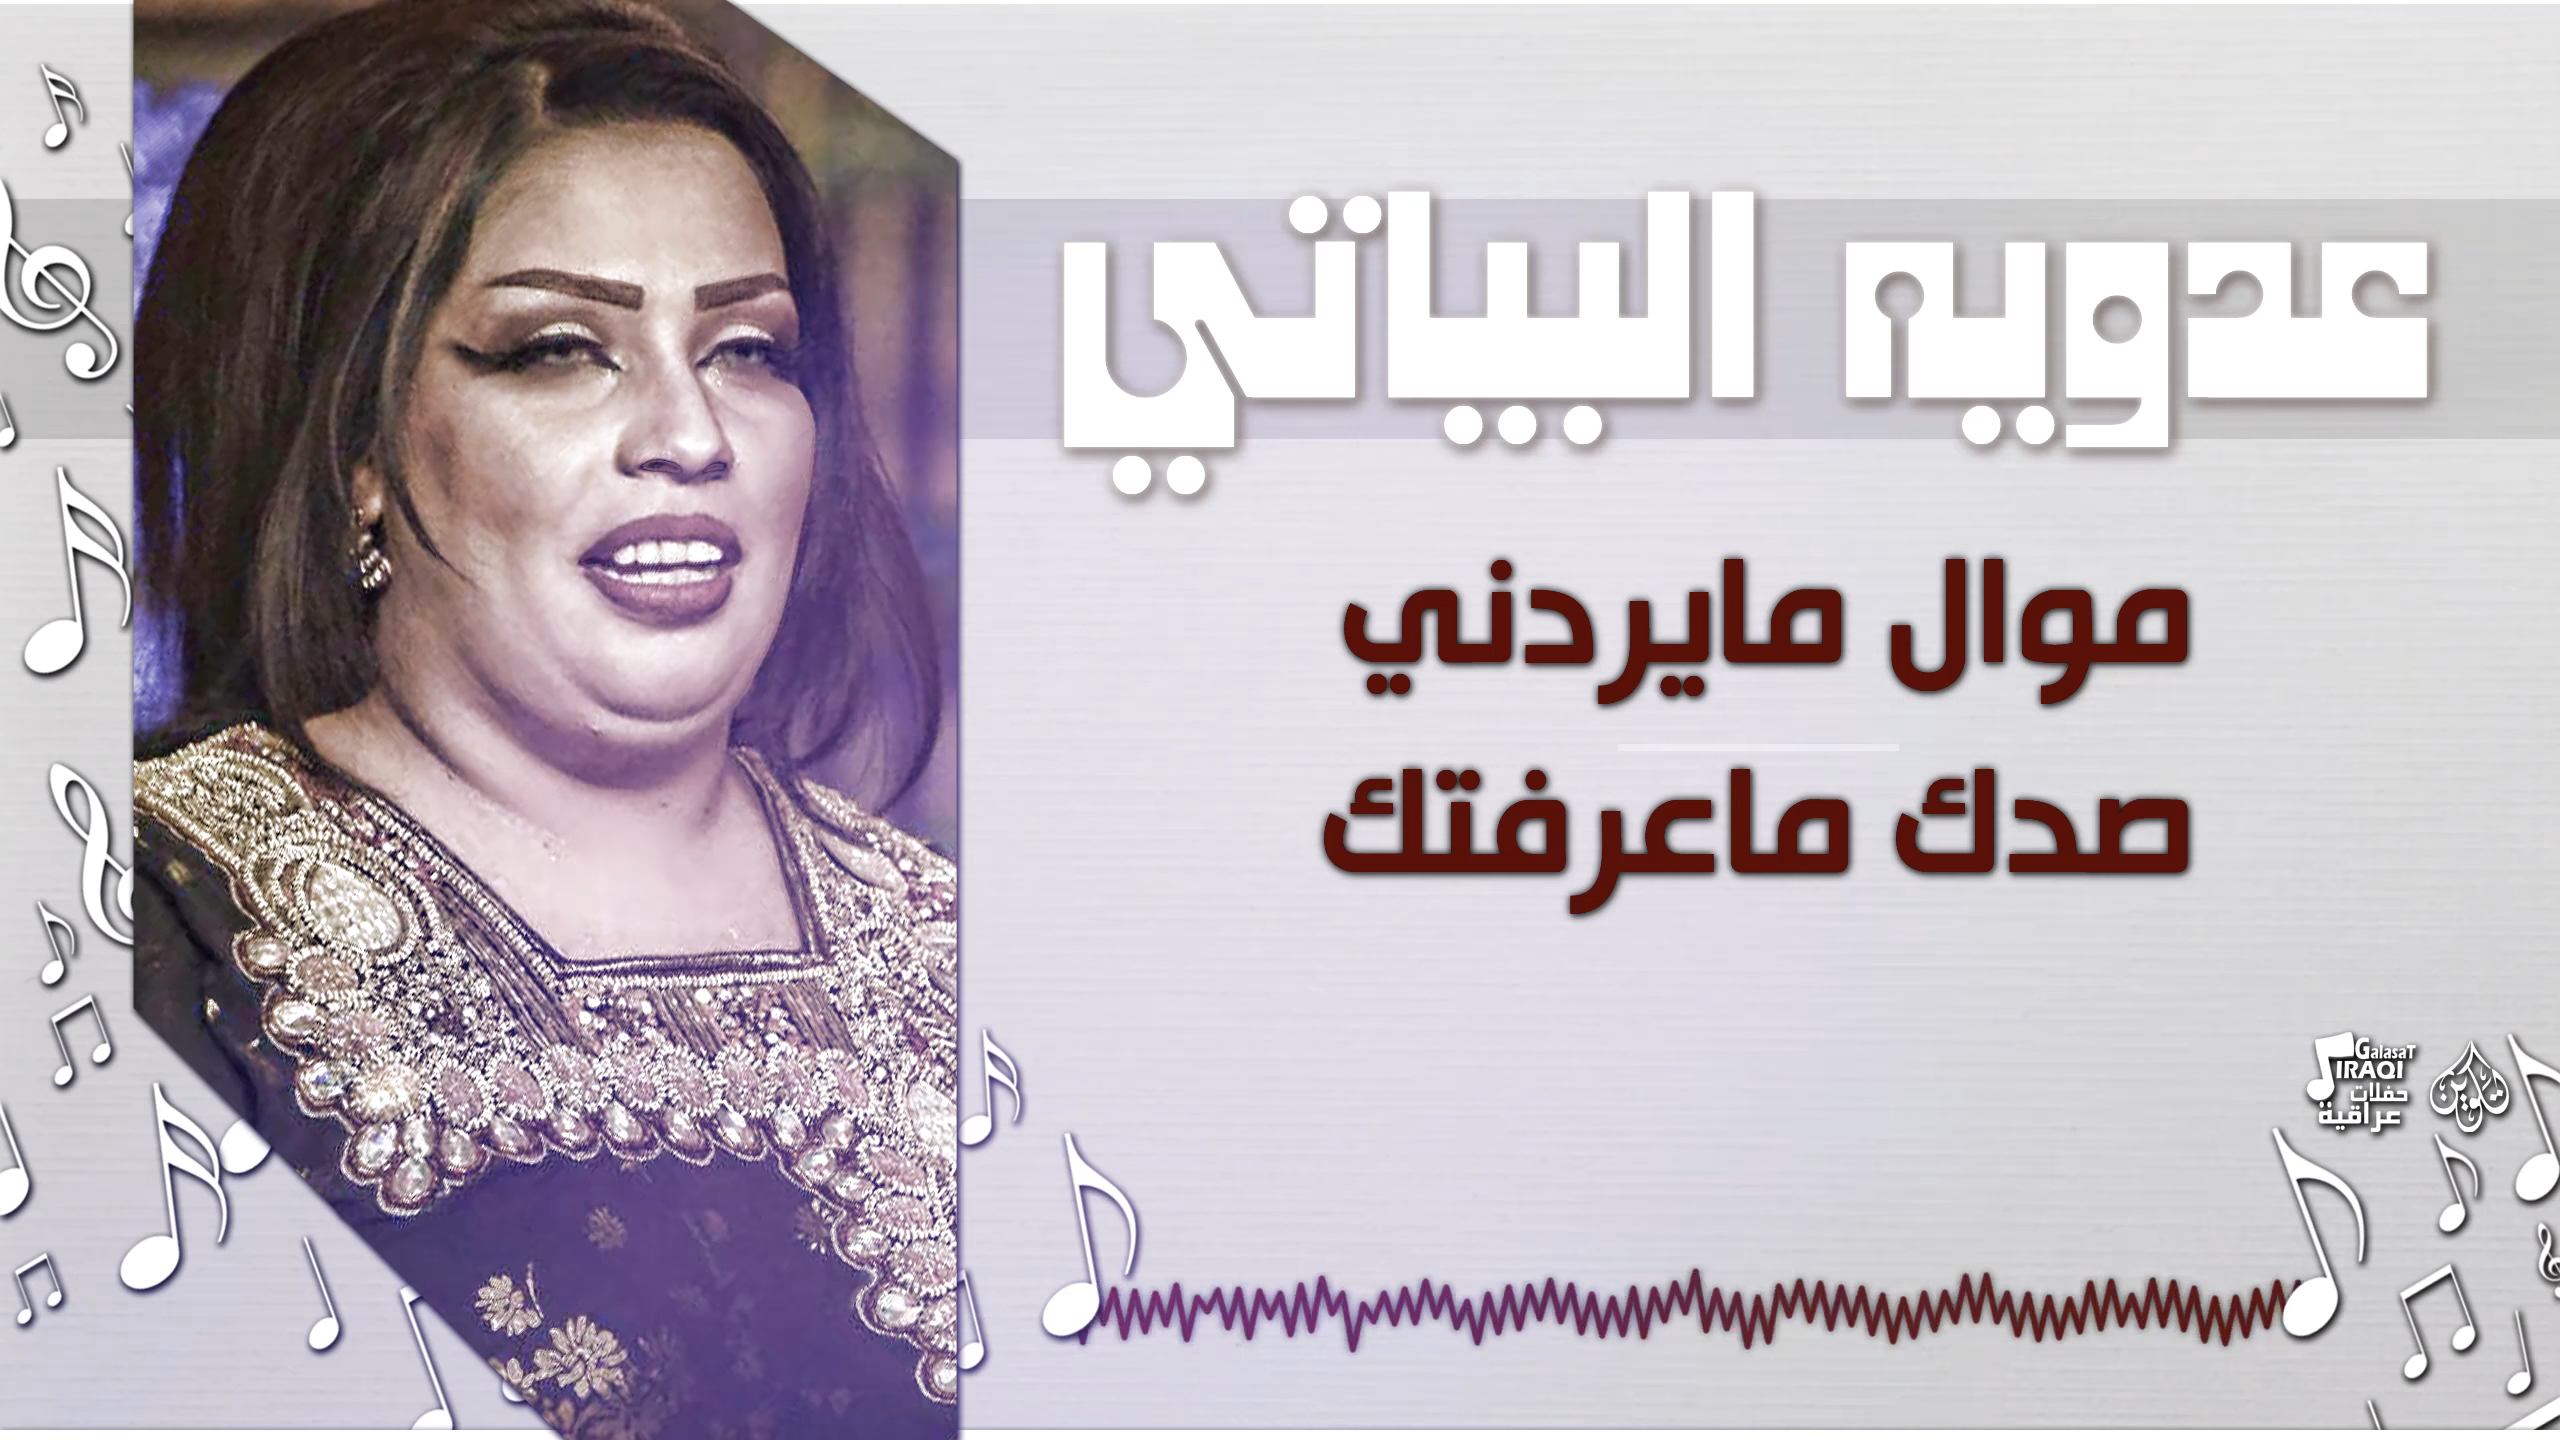 عدويه البياتي
موال مايردني
صدك ماعرفتك
GalasaT
IRAQI
حفلات
عراقية